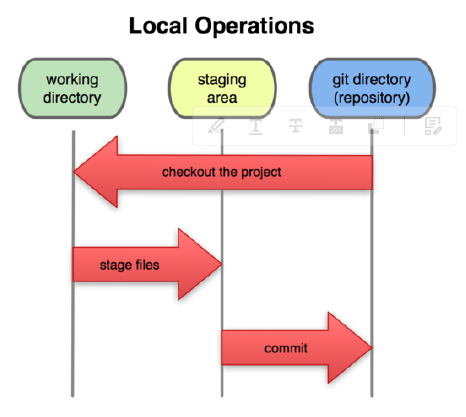 Local Operations
working
directory
staging
area
git directory
(repository)
checkout the project
stage files
commit